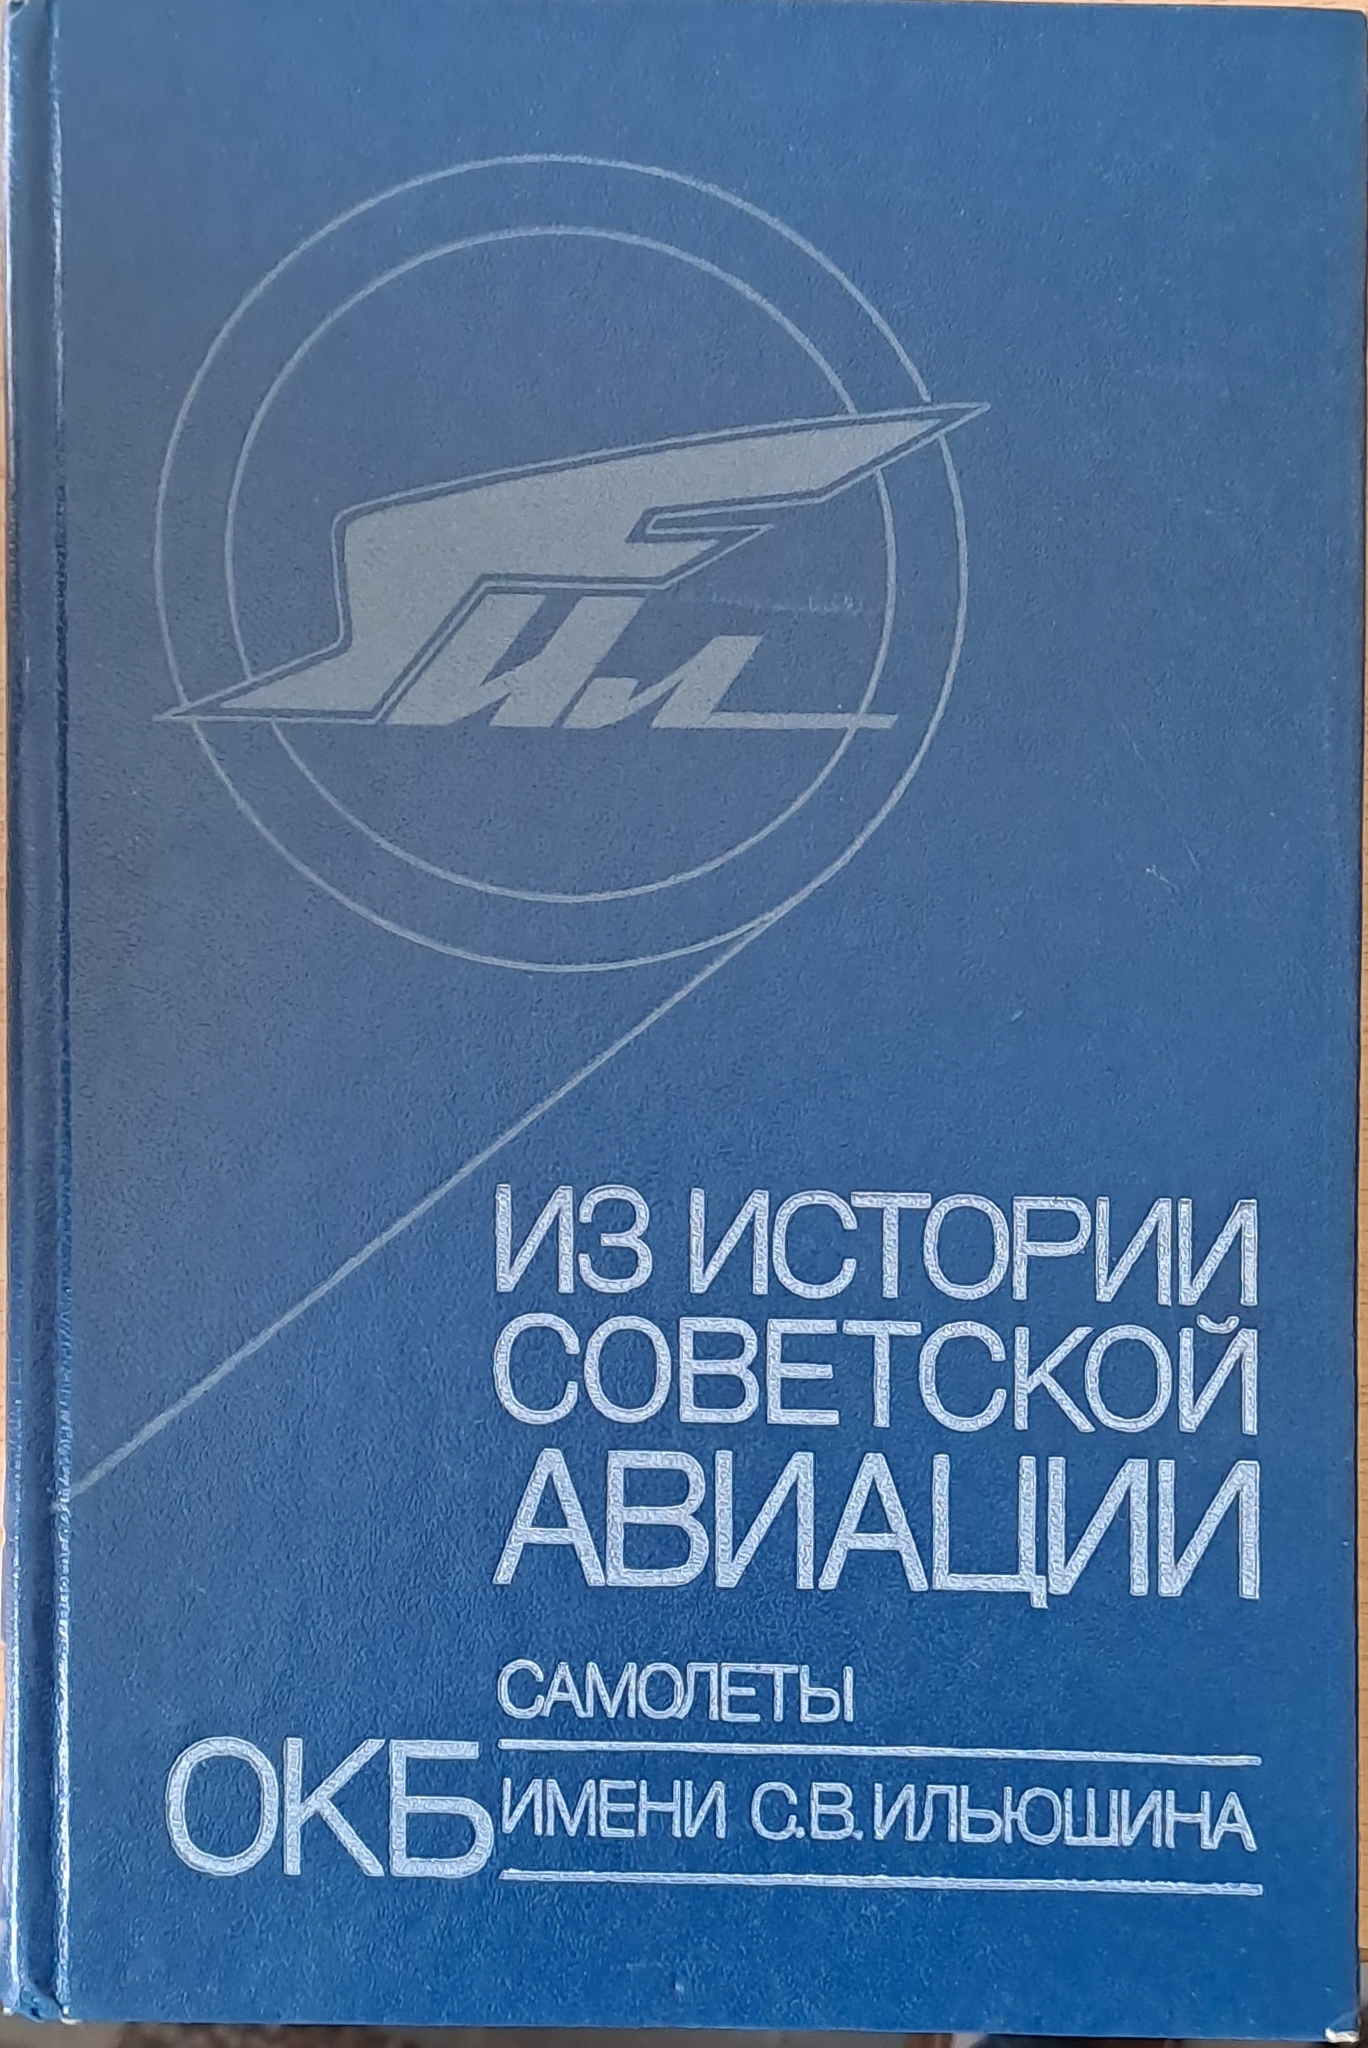 Ил
ИЗ ИСТОРИИ
СОВЕТСКОЙ
АВИАЦИИ
САМОЛЕТЫ
ОКБ ИМЕНИ С.В. ИЛЬЮШИНА